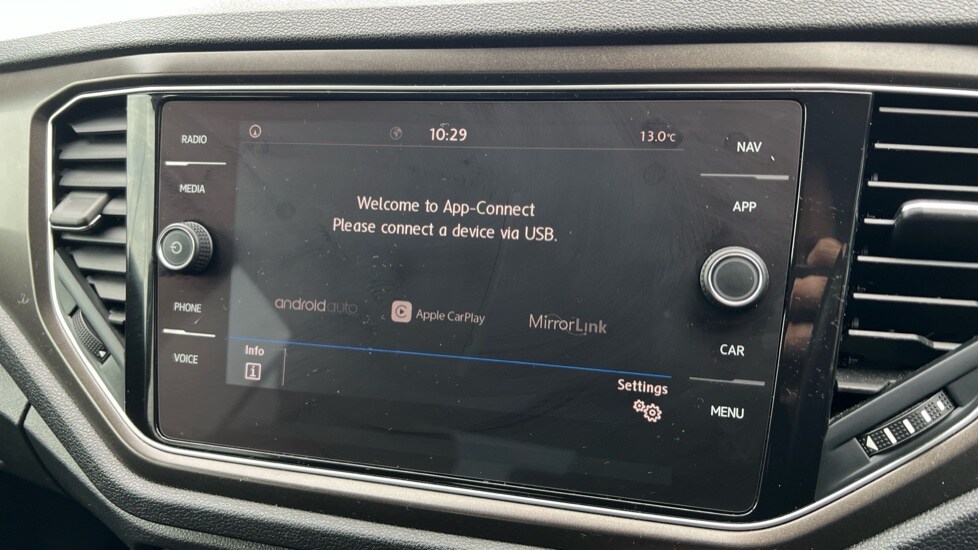 RADIO
MEDIA
PHONE
VOICE
10:29
13.0°C
Welcome to App-Connect
Please connect a device via USB.
androidauto
Apple CarPlay
MirrorLink
Info
i
Settings
NAV
APP
CAR
MENU